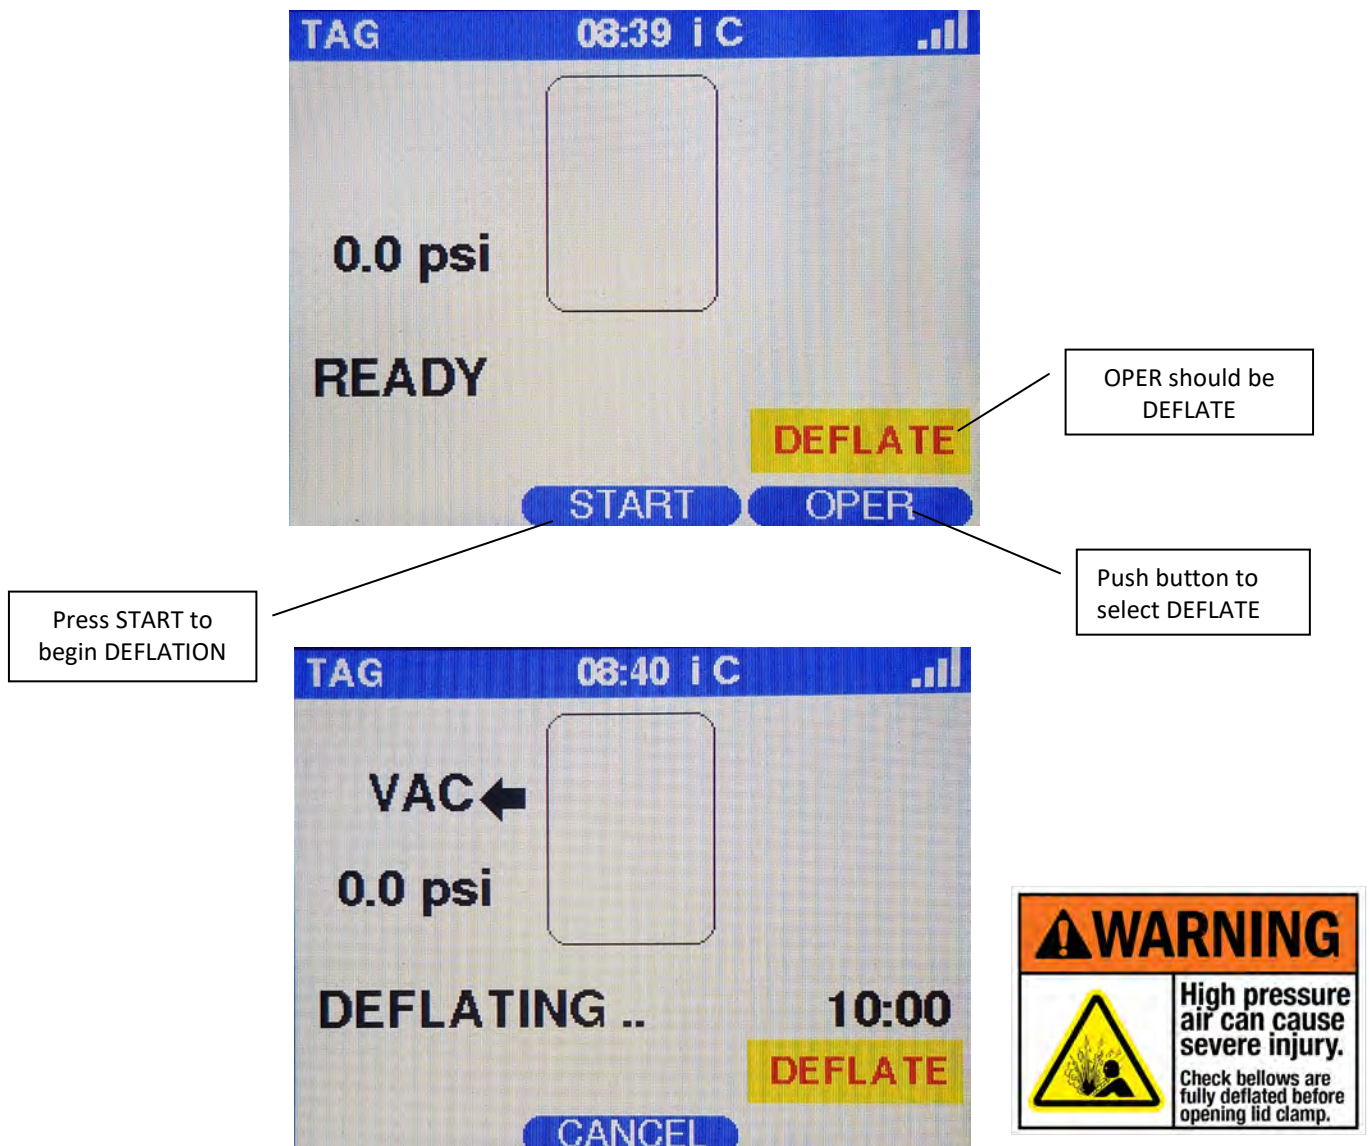 TAG 08:39 i C
0.0 psi
READY
DEFLATE
START OPER
OPER should be
DEFLATE
Push button to
select DEFLATE
Press START to
begin DEFLATION
TAG 08:40 i C
VAC
0.0 psi
DEFLATING .. 10:00
DEFLATE
CANCEL
WARNING
High pressure
air can cause
severe injury.
Check bellows are
fully deflated before
opening lid clamp.